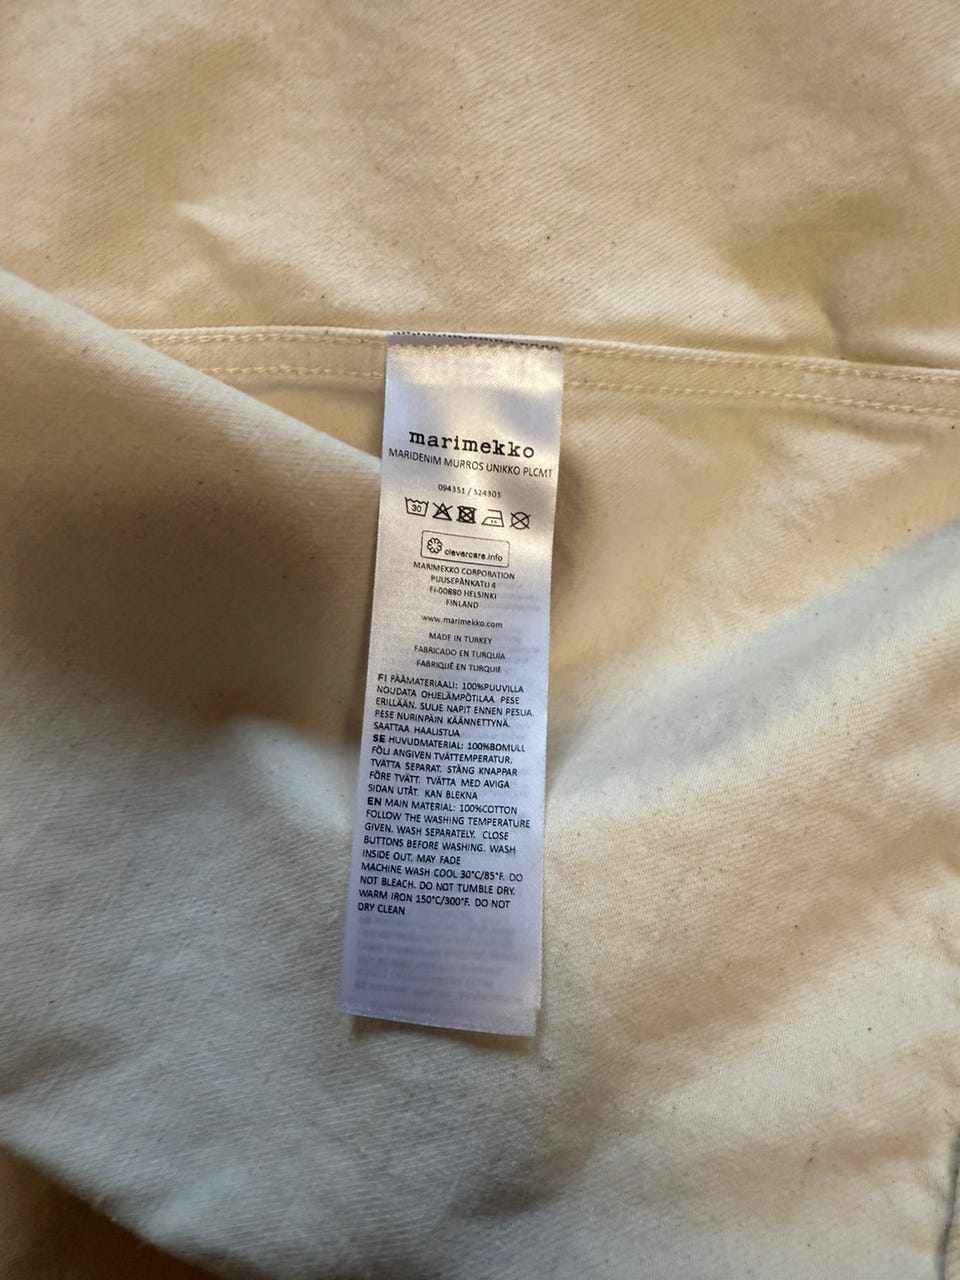 marimekko
MARIDENIM MURROS UNIKKO PLCMT
094351 / 524305
30
clevercare.info
MARIMEKKO CORPORATION
PUUSEPÄNKATU 4
FI-00880 HELSINKI
FINLAND
www.marimekko.com
MADE IN TURKEY
FABRICADO EN TURQUÍA
FABRIQUÉ EN TURQUIE
FI PÄÄMATERIAALI: 100%PUUVILLA
NOUDATA OHJELÄMPÖTILAA. PESE
ERILLÄÄN. SULJE NAPIT ENNEN PESUA.
PESE NURINPÄIN KÄÄNNETTYNÄ.
SAATTAA HAALISTUA
SE HUVUDMATERIAL: 100%BOMULL
FÖLJ ANGIVEN TVÄTTEMPERATUR.
TVÄTTA SEPARAT. STÄNG KNAPPAR
FÖRE TVÄTT. TVÄTTA MED AVIGA
SIDAN UTÅT. KAN BLEKNA
EN MAIN MATERIAL: 100%COTTON
FOLLOW THE WASHING TEMPERATURE
GIVEN. WASH SEPARATELY. CLOSE
BUTTONS BEFORE WASHING. WASH
INSIDE OUT. MAY FADE
MACHINE WASH COOL 30°C/85°F. DO
NOT BLEACH. DO NOT TUMBLE DRY.
WARM IRON 150°C/300°F. DO NOT
DRY CLEAN